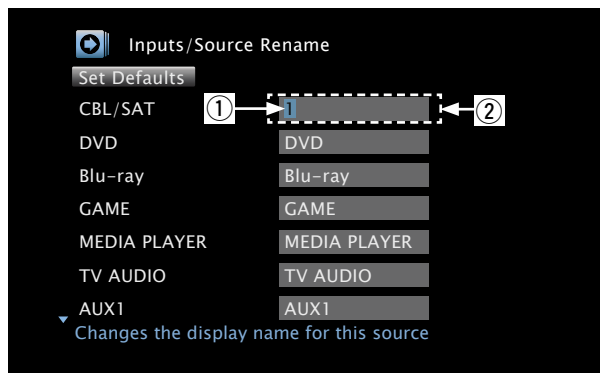 Inputs/Source Rename
Set Defaults
CBL/SAT ① 1 ②
DVD DVD
Blu-ray Blu-ray
GAME GAME
MEDIA PLAYER MEDIA PLAYER
TV AUDIO TV AUDIO
AUX1 AUX1
Changes the display name for this source